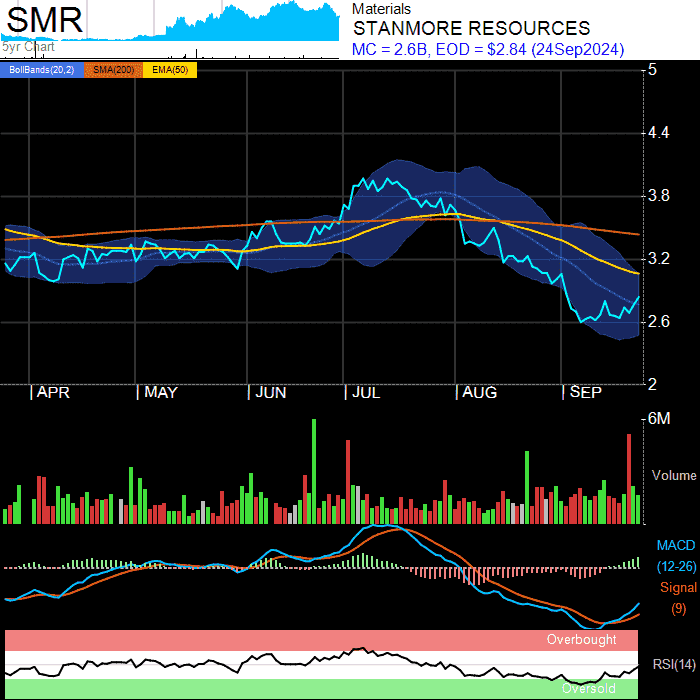 SMR
5yr Chart
Materials
STANMORE RESOURCES
MC = 2.6B, EOD = $2.84 (24Sep2024)
BollBands(20,2) SMA(200) EMA(50)
5
4.4
3.8
3.2
2.6
2
APR MAY JUN JUL AUG SEP
6M
Volume
MACD
(12-26)
Signal
(9)
Overbought
RSI(14)
Oversold